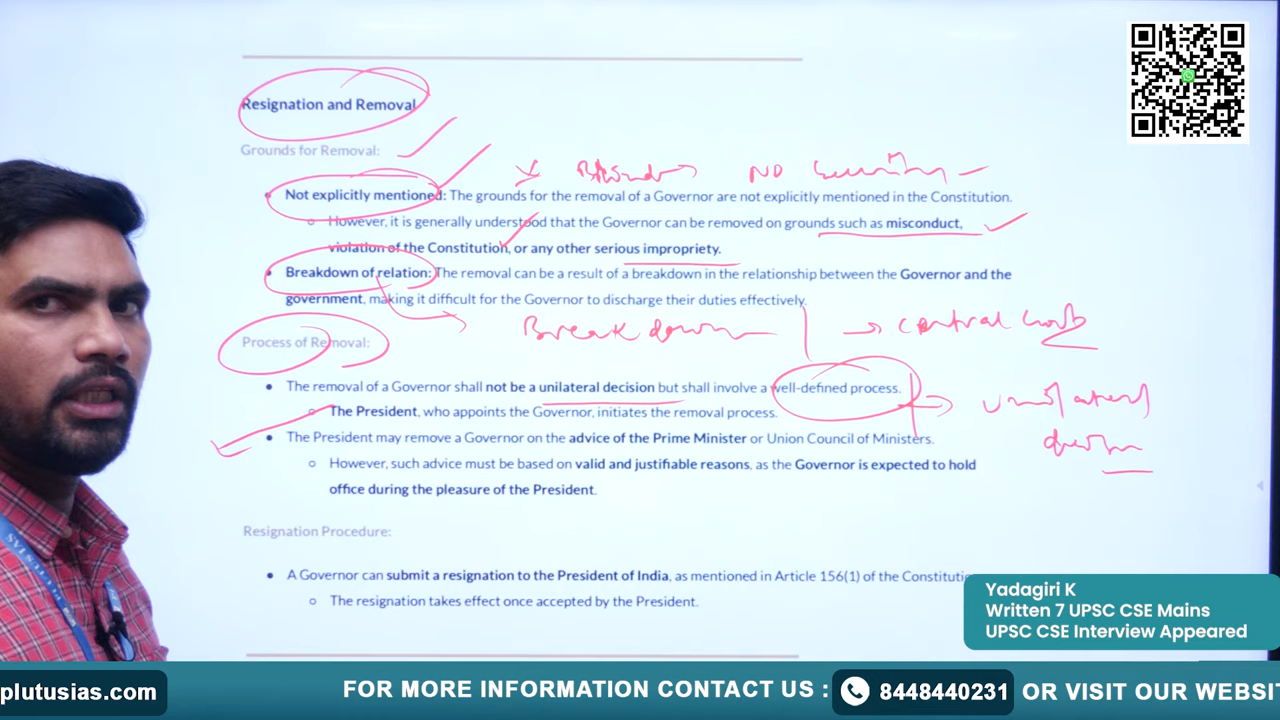 Resignation and Removal
Grounds for Removal:
NO
Not explicitly mentioned: The grounds for the removal of a Governor are not explicitly mentioned in the Constitution.
However, it is generally understood that the Governor can be removed on grounds such as misconduct,
violation of the Constitution, or any other serious impropriety.
Breakdown of relation: The removal can be a result of a breakdown in the relationship between the Governor and the
government, making it difficult for the Governor to discharge their duties effectively.
Break down
central
Process of Removal:
The removal of a Governor shall not be a unilateral decision but shall involve a well-defined process.
unilateral
The President, who appoints the Governor, initiates the removal process.
The President may remove a Governor on the advice of the Prime Minister or Union Council of Ministers.
However, such advice must be based on valid and justifiable reasons, as the Governor is expected to hold
office during the pleasure of the President.
Resignation Procedure:
A Governor can submit a resignation to the President of India, as mentioned in Article 156(1) of the Constitutio
The resignation takes effect once accepted by the President.
Yadagiri K
Written 7 UPSC CSE Mains
UPSC CSE Interview Appeared
plutusias.com
FOR MORE INFORMATION CONTACT US : 8448440231 OR VISIT OUR WEBSIT